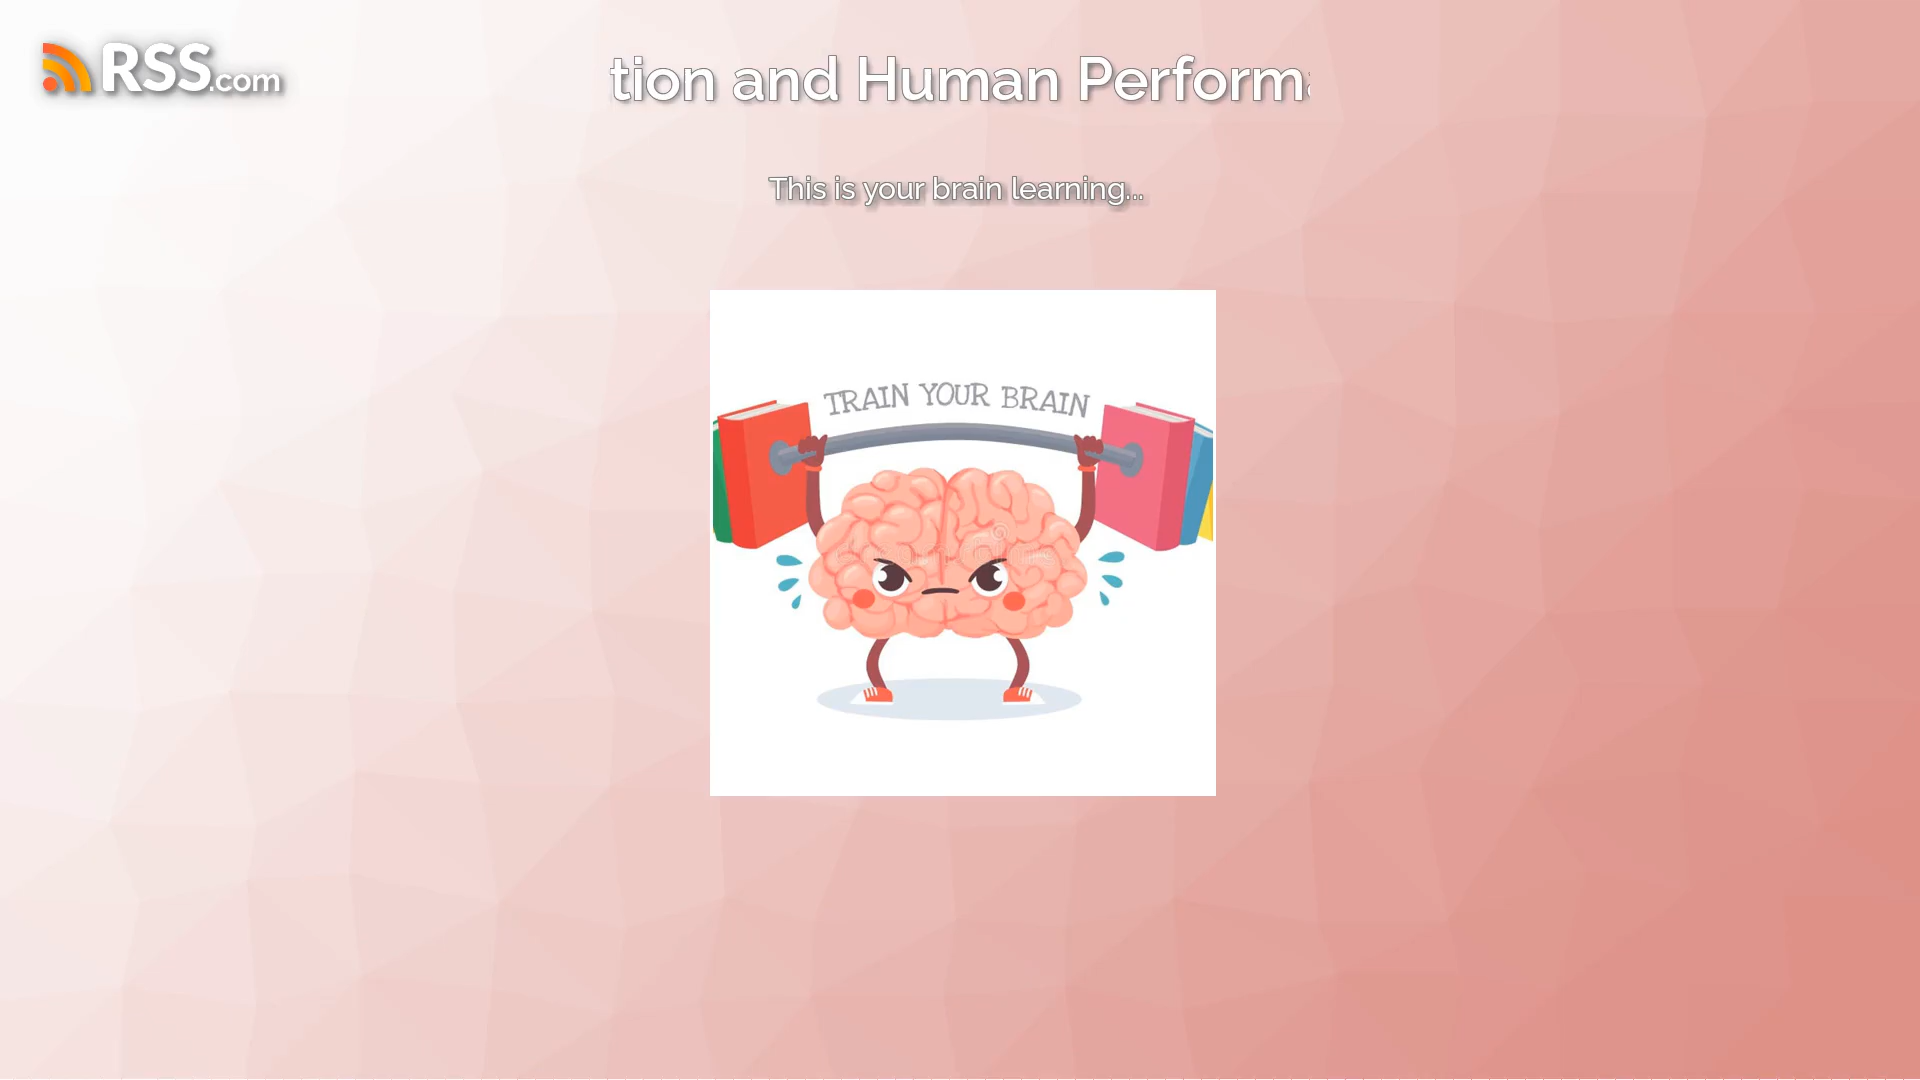 RSS.com
tion and Human Perform
This is your brain learning...
TRAIN YOUR BRAIN